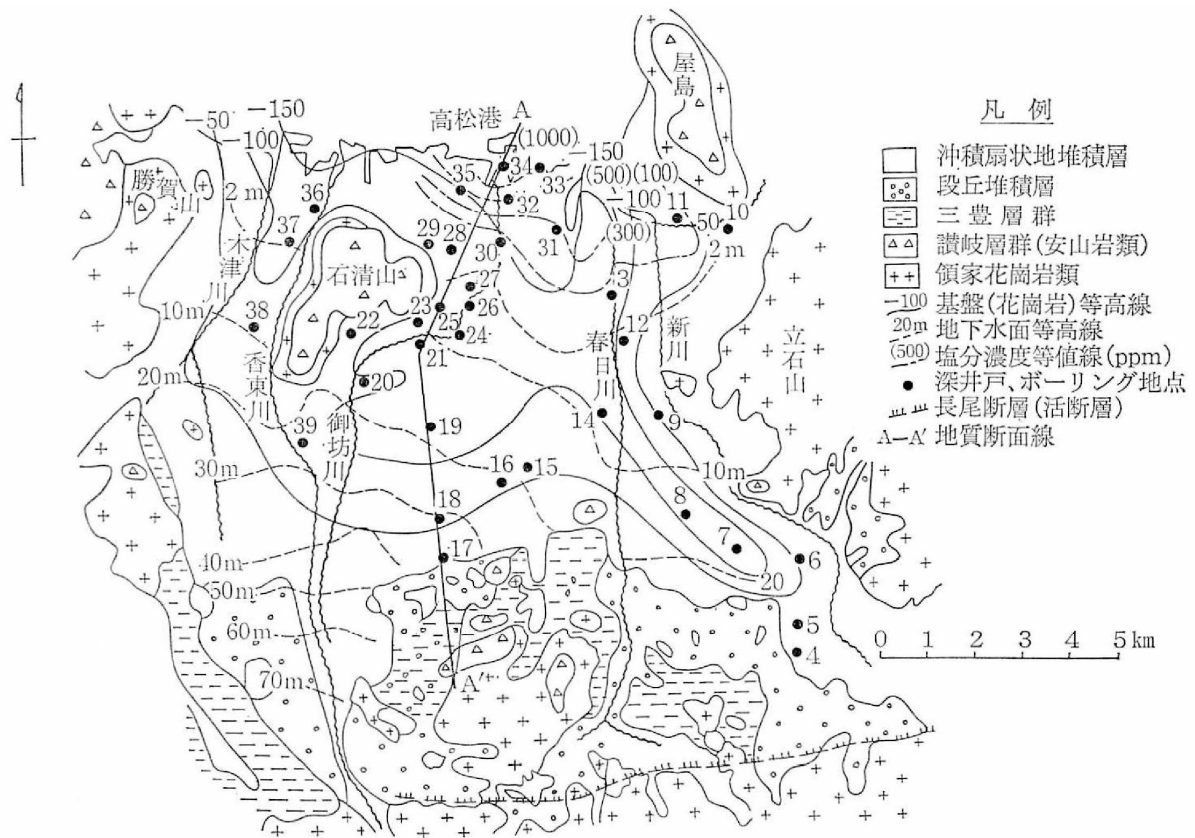 屋島
高松港
A
-50
-150
-100
(1000)
-150
(500)
(100)
-100
(300)
50
2m
勝賀山
2m
本津川
石清山
10m
20m
香東川
御坊川
春日川
新川
立石山
30m
10m
40m
50m
20
60m
70m
A'
36
37
38
39
35
34
33
32
31
30
29
28
27
26
25
24
23
22
21
20
19
18
17
16
15
14
12
11
10
9
8
7
6
5
4
3
0 1 2 3 4 5km
凡例
沖積扇状地堆積層
段丘堆積層
三豊層群
讃岐層群(安山岩類)
領家花崗岩類
-100 基盤(花崗岩)等高線
20m 地下水面等高線
(500) 塩分濃度等値線(ppm)
深井戸、ボーリング地点
長尾断層(活断層)
A—A' 地質断面線